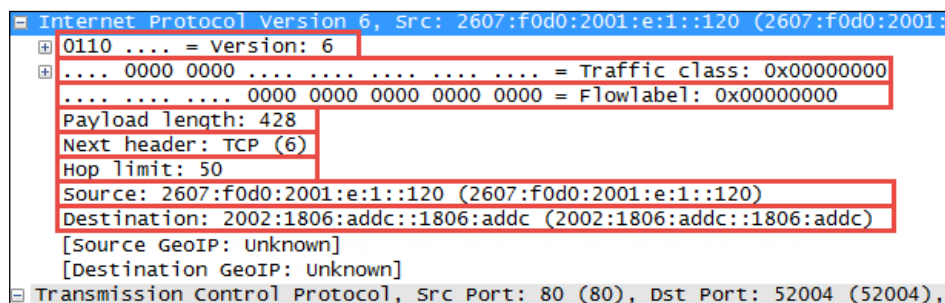 Internet Protocol Version 6, Src: 2607:f0d0:2001:e:1::120 (2607:f0d0:2001:
0110 .... = Version: 6
.... 0000 0000 .... .... .... .... .... = Traffic class: 0x00000000
.... .... .... 0000 0000 0000 0000 0000 = Flowlabel: 0x00000000
Payload length: 428
Next header: TCP (6)
Hop limit: 50
Source: 2607:f0d0:2001:e:1::120 (2607:f0d0:2001:e:1::120)
Destination: 2002:1806:addc::1806:addc (2002:1806:addc::1806:addc)
[Source GeoIP: Unknown]
[Destination GeoIP: Unknown]
Transmission Control Protocol, Src Port: 80 (80), Dst Port: 52004 (52004),